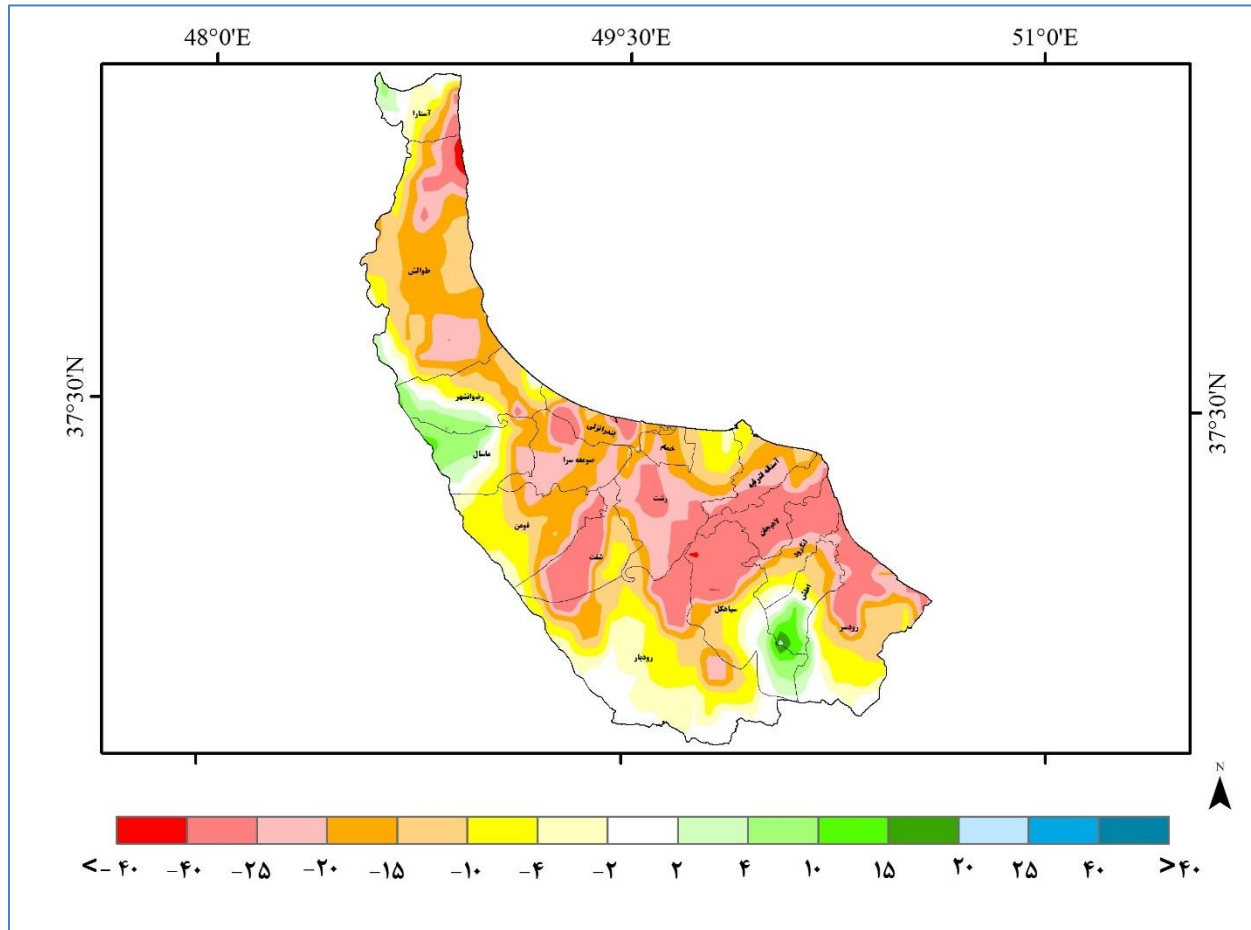 48°0'E 49°30'E 51°0'E
آستارا
طوالش
37°30'N 37°30'N
رضوانشهر
بندرانزلی
خمام
ماسال
صومعه سرا
آستانه اشرفیه
رشت
فومن
لاهیجان
شفت
لنگرود
املش
سیاهکل
رودسر
رودبار
N
<-۴۰ -۴۰ -۲۵ -۲۰ -۱۵ -۱۰ -۴ -۲ ۲ ۴ ۱۰ ۱۵ ۲۰ ۲۵ ۴۰ >۴۰